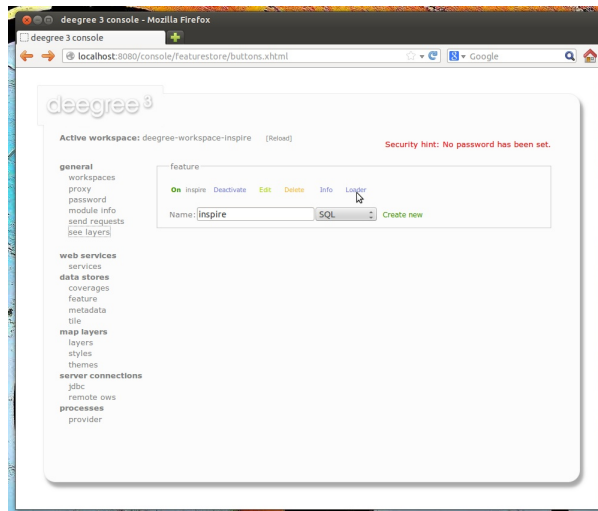 deegree 3 console - Mozilla Firefox
deegree 3 console
localhost:8080/console/featurestore/buttons.xhtml
Google
deegree 3
Active workspace: deegree-workspace-inspire [Reload]
Security hint: No password has been set.
general
workspaces
proxy
password
module info
send requests
see layers
web services
services
data stores
coverages
feature
metadata
tile
map layers
layers
styles
themes
server connections
jdbc
remote ows
processes
provider
feature
On inspire Deactivate Edit Delete Info Loader
Name: inspire SQL Create new